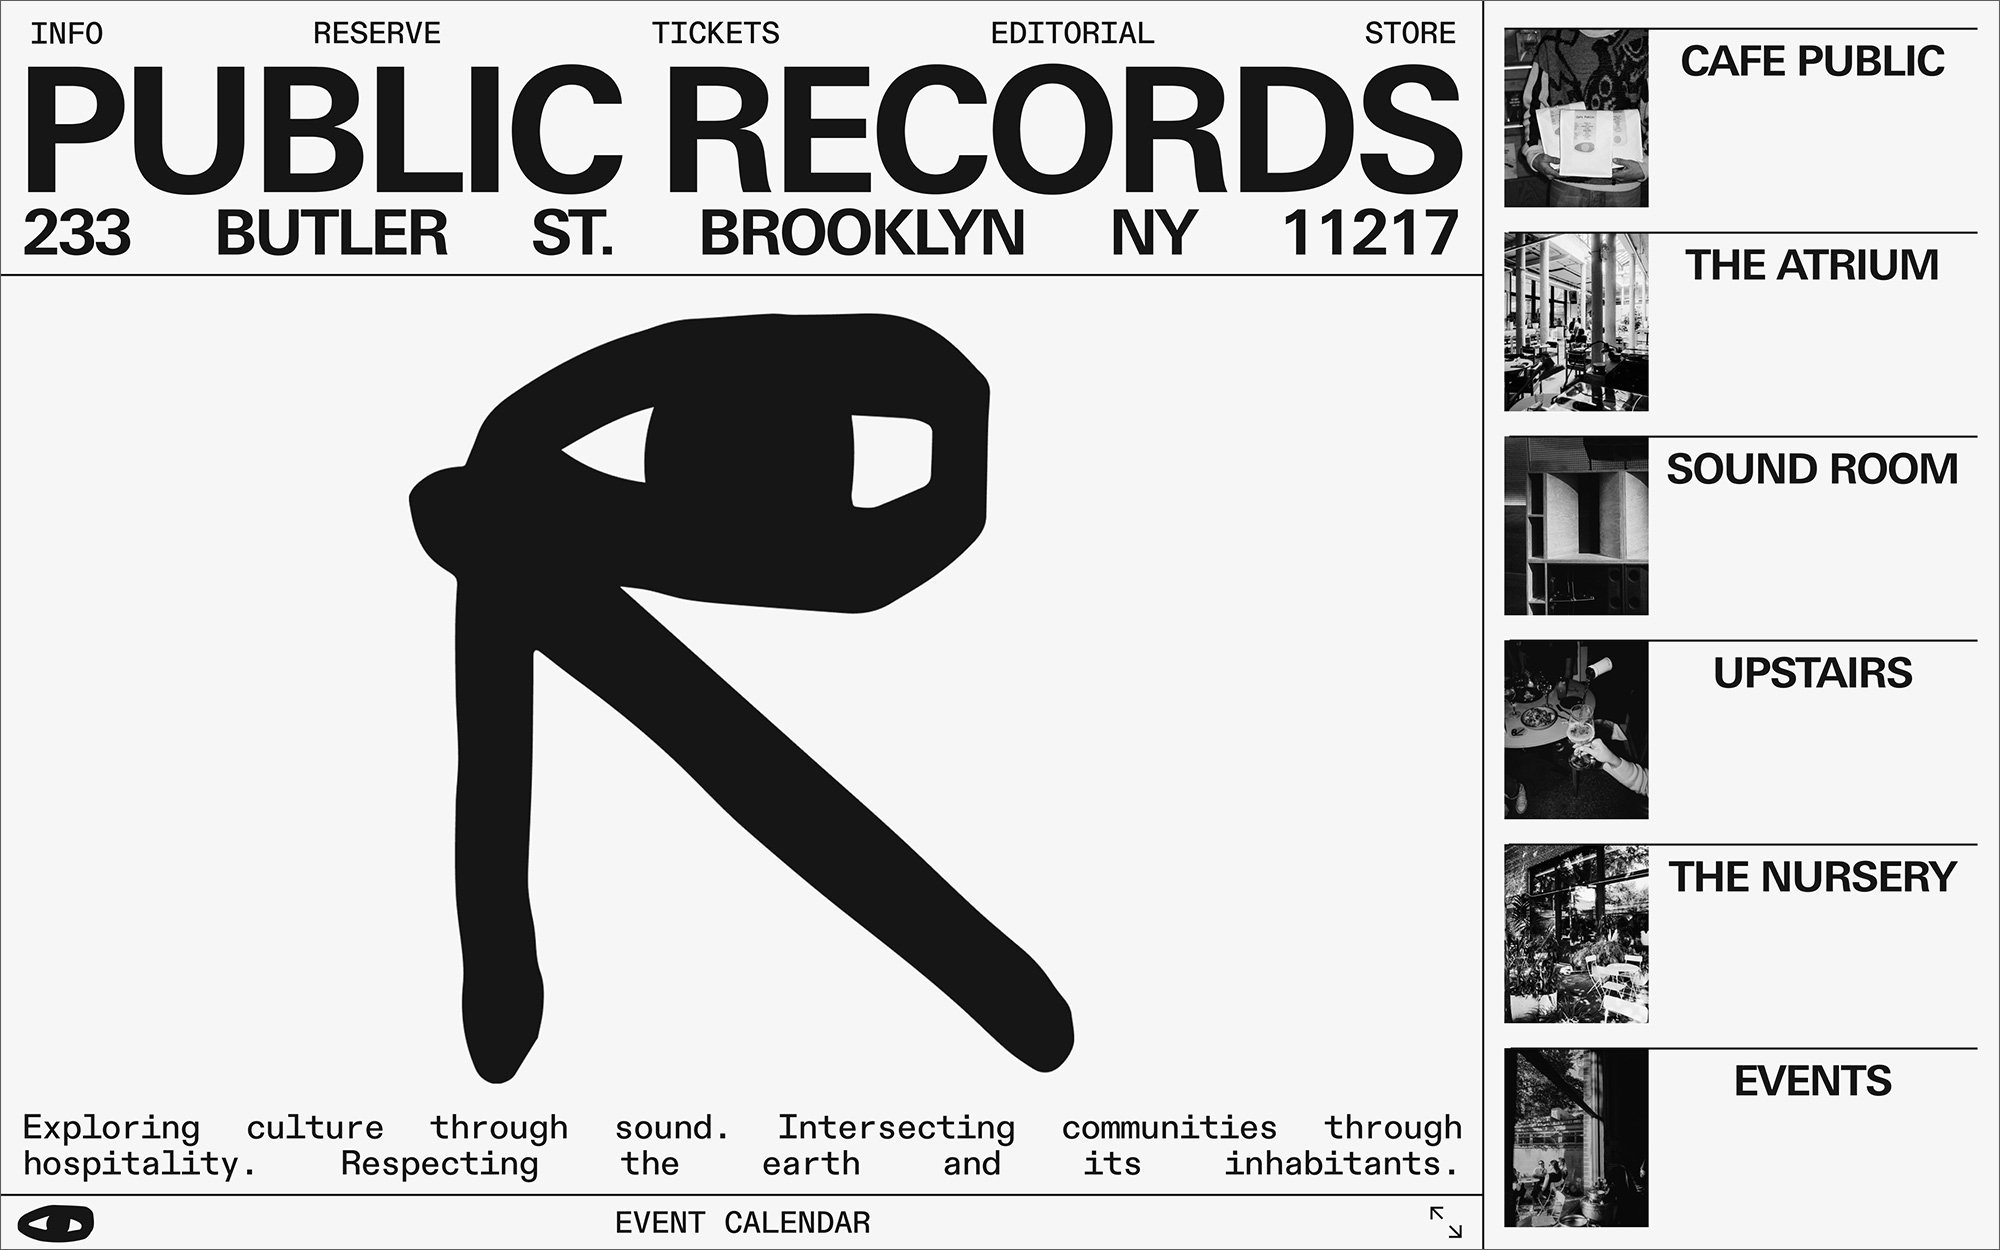 INFO RESERVE TICKETS EDITORIAL STORE
PUBLIC RECORDS
233 BUTLER ST. BROOKLYN NY 11217
Exploring culture through sound. Intersecting communities through
hospitality. Respecting the earth and its inhabitants.
EVENT CALENDAR
CAFE PUBLIC
THE ATRIUM
SOUND ROOM
UPSTAIRS
THE NURSERY
EVENTS